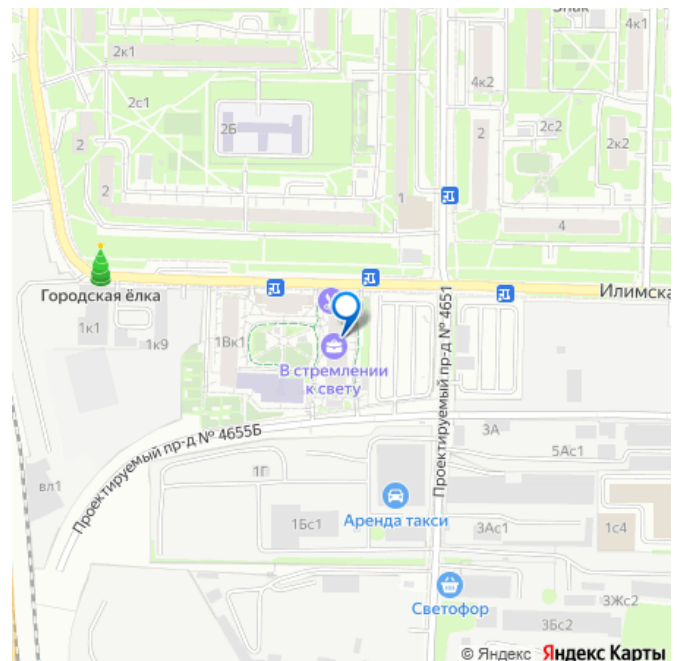 Знак
4к1
2к1
4к2
2с1
2Б
2
2с2
2
2к2
2
1
4
Городская ёлка
Илимска
1к1
1к9
1Вк1
В стремлении
к свету
Проектируемый пр-д № 4651
Проектируемый пр-д № 4655Б
3А
5Ас1
вл1
1Г
1Бс1
Аренда такси
3Ас1
1с4
Светофор
3Жс2
3Бс2
© Яндекс Яндекс Карты